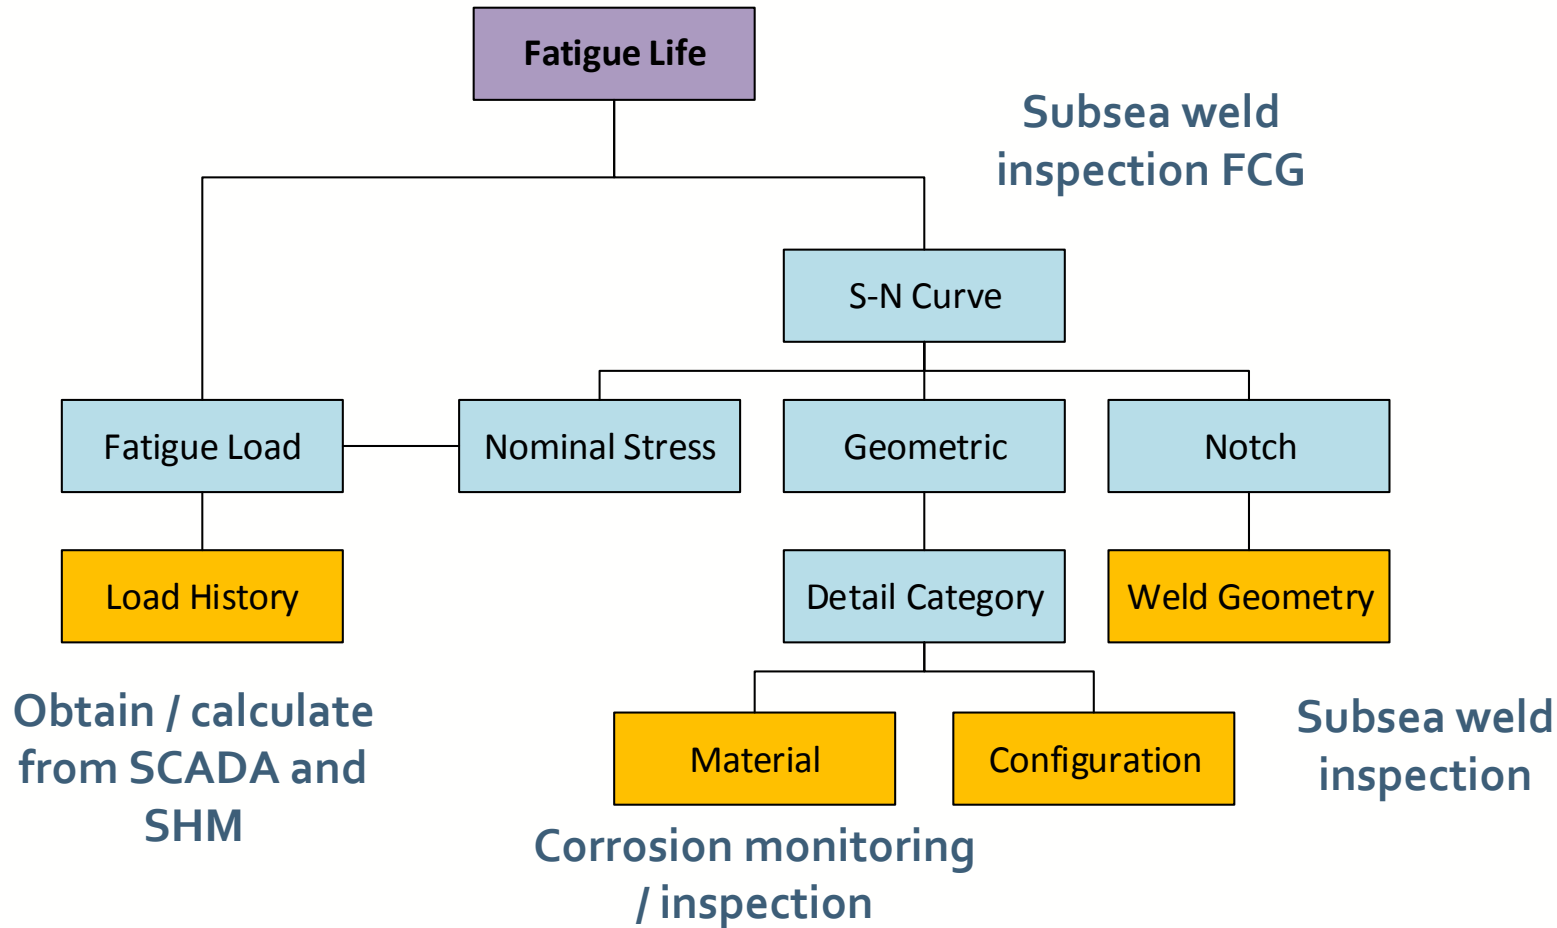 Fatigue Life
Subsea weld
inspection FCG
S-N Curve
Fatigue Load
Nominal Stress
Geometric
Notch
Load History
Detail Category
Weld Geometry
Obtain / calculate
from SCADA and
SHM
Material
Configuration
Subsea weld
inspection
Corrosion monitoring
/ inspection